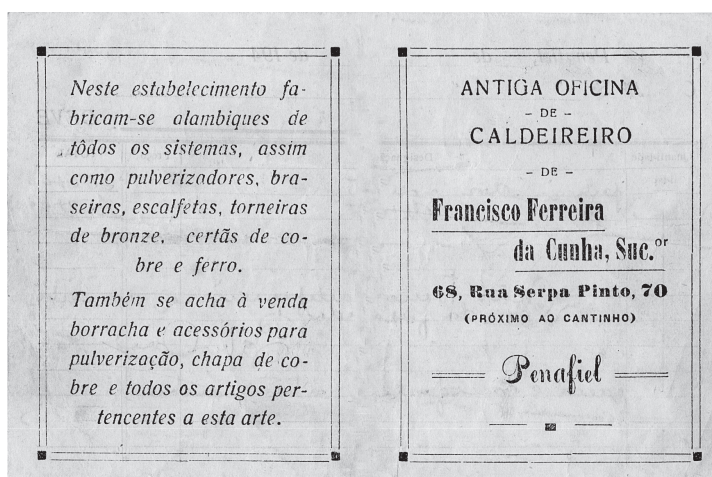 Neste estabelecimento fa-
bricam-se alambiques de
tôdos os sistemas, assim
como pulverizadores, bra-
seiras, escalfetas, torneiras
de bronze, certãs de co-
bre e ferro.
Também se acha à venda
borracha e acessórios para
pulverização, chapa de co-
bre e todos os artigos per-
tencentes a esta arte.
ANTIGA OFICINA
- DE -
CALDEIREIRO
- DE -
Francisco Ferreira
da Cunha, Suc.or
68, Rua Serpa Pinto, 70
(PRÓXIMO AO CANTINHO)
Penafiel